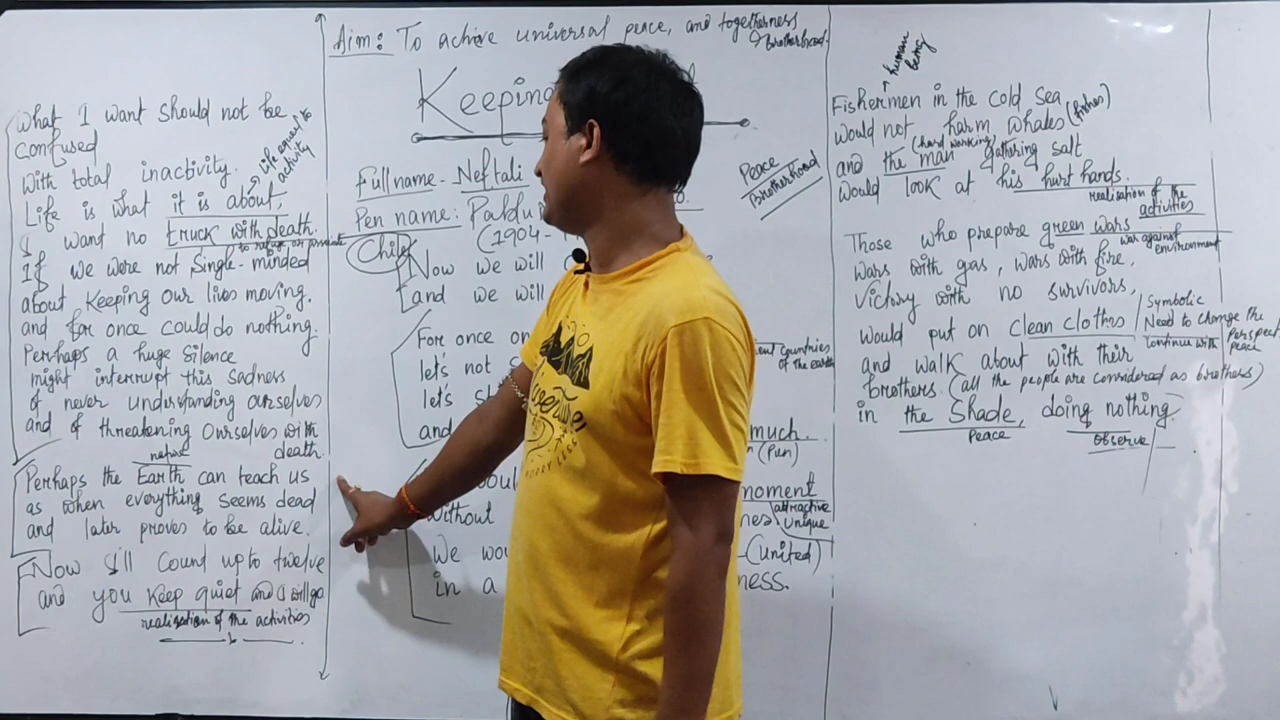 What I want should not be
confused
With total inactivity.
Life equal to
activity
Life is what it is about,
I want no truck with death.
to refuse or associate
If we were not single-minded
about keeping our lives moving.
and for once could do nothing.
Perhaps a huge silence
might interrupt this sadness
of never understanding ourselves
and of threatening ourselves with
death.
nature
Perhaps the Earth can teach us
as when everything seems dead
and later proves to be alive.
Now I'll count up to twelve
and you keep quiet and I will go
realization of the activities
Aim: To achieve universal peace, and togetherness
& brotherhood.
Keeping
Full name - Neftali
Pen name: Pablo
(1904-
Chile
Peace
Brotherhood
Now we will
and we will
For once on
let's not
countries
of the earth
let's
and much.
(Pun)
moment
attractive
unique
without
We wou (united)
in a ness.
human
being
Fishermen in the cold sea
would not harm whales (fishes)
(hard working)
and the man gathering salt
would look at his hurt hands.
realisation of the
activities
Those who prepare green wars
war against
environment
wars with gas, wars with fire,
Victory with no survivors,
Symbolic
would put on clean clothes Need to change the
continue with peace
and walk about with their
brothers. (all the people are considered as brothers)
in the shade, doing nothing.
Peace observe